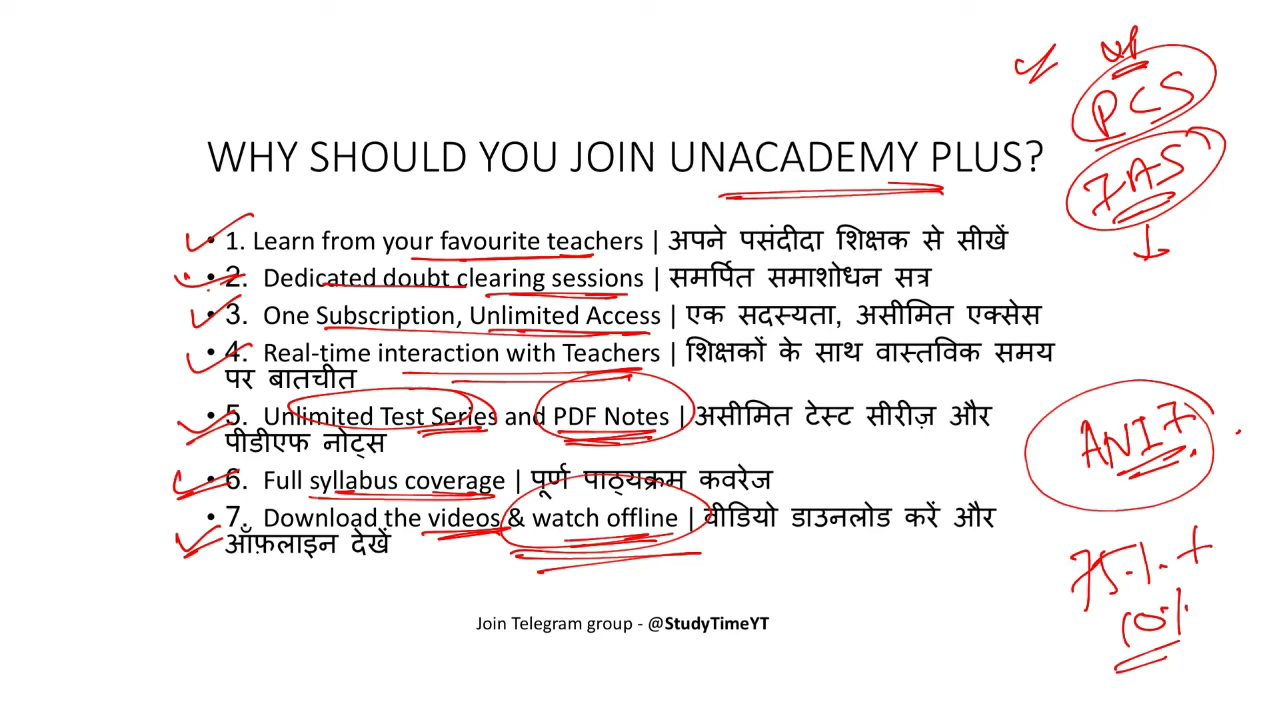 UP
PCS
WHY SHOULD YOU JOIN UNACADEMY PLUS?
IAS
• 1. Learn from your favourite teachers | अपने पसंदीदा शिक्षक से सीखें
• 2. Dedicated doubt clearing sessions | समर्पित समाशोधन सत्र
• 3. One Subscription, Unlimited Access | एक सदस्यता, असीमित एक्सेस
• 4. Real-time interaction with Teachers | शिक्षकों के साथ वास्तविक समय
पर बातचीत
• 5. Unlimited Test Series and PDF Notes | असीमित टेस्ट सीरीज़ और
पीडीएफ नोट्स
ANI7
• 6. Full syllabus coverage | पूर्ण पाठ्यक्रम कवरेज
• 7. Download the videos & watch offline | वीडियो डाउनलोड करें और
ऑफ़लाइन देखें
75% +
10%
Join Telegram group - @StudyTimeYT